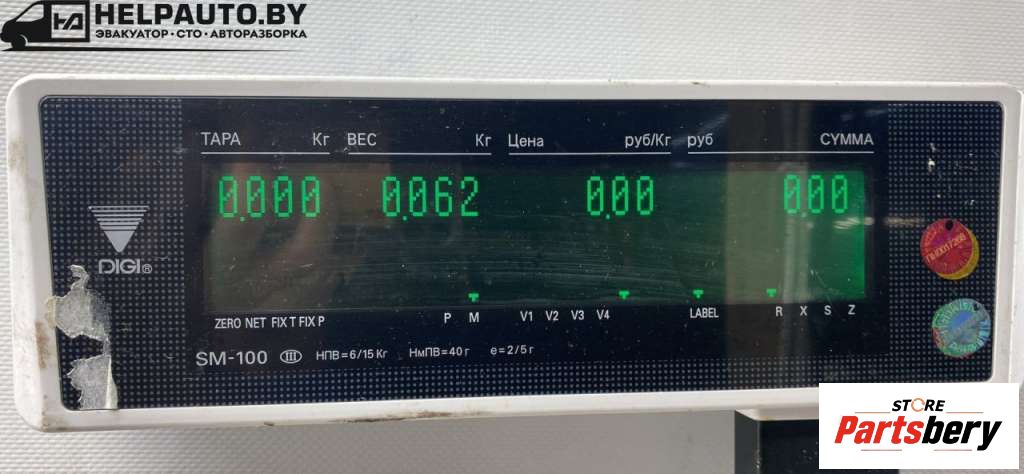 HELPAUTO.BY
ЭВАКУАТОР • СТО • АВТОРАЗБОРКА
ТАРА Кг ВЕС Кг Цена руб/Кг руб СУММА
0.000 0.062 0.00 0.00
DIGI®
ZERO NET FIX T FIX P P M V1 V2 V3 V4 LABEL R X S Z
SM-100 III НПВ=6/15 Кг НмПВ=40 г е=2/5 г
STORE
Partsbery